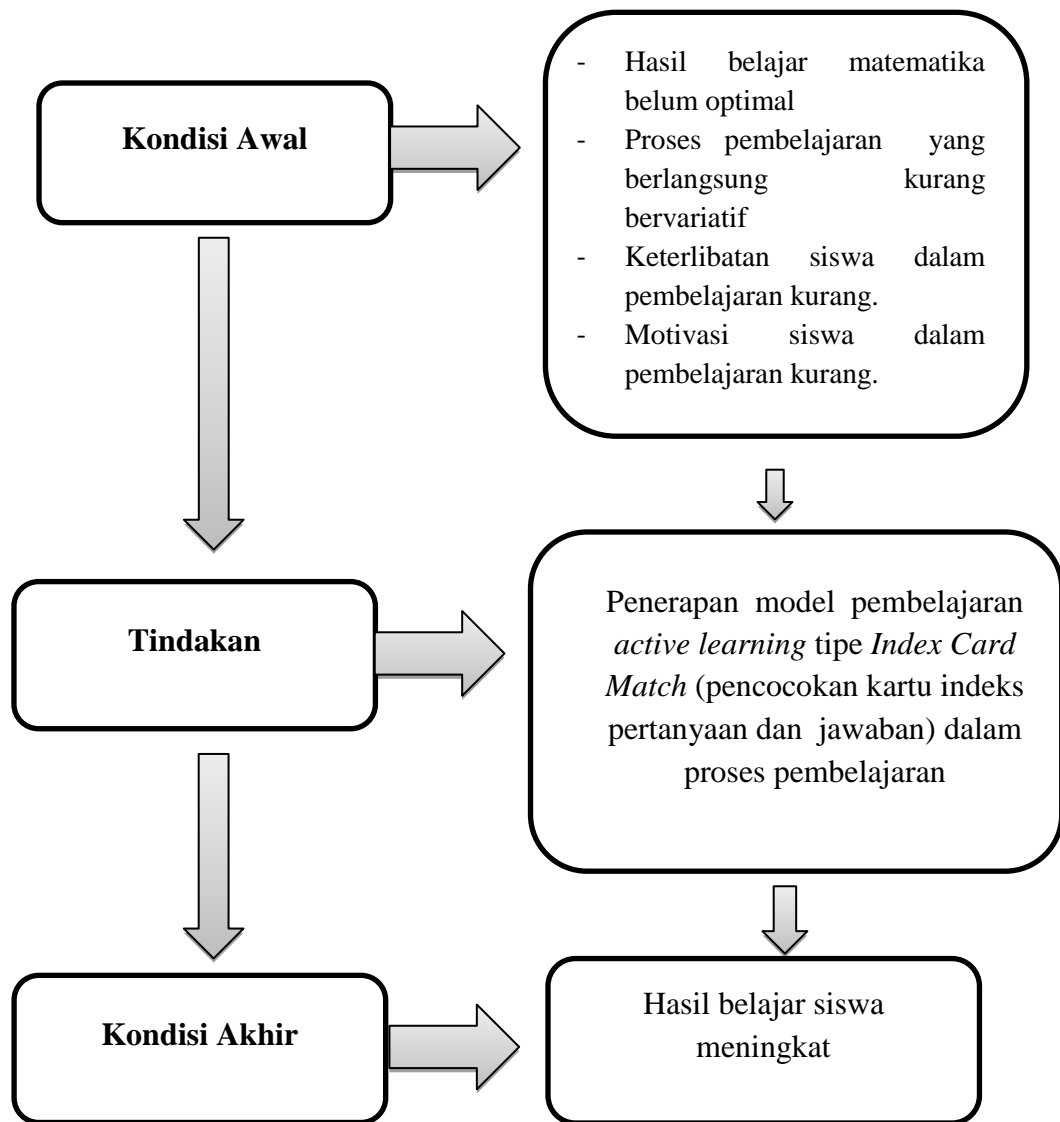 Kondisi Awal
- Hasil belajar matematika
belum optimal
- Proses pembelajaran yang
berlangsung kurang
bervariatif
- Keterlibatan siswa dalam
pembelajaran kurang.
- Motivasi siswa dalam
pembelajaran kurang.
Tindakan
Penerapan model pembelajaran
active learning tipe Index Card
Match (pencocokan kartu indeks
pertanyaan dan jawaban) dalam
proses pembelajaran
Kondisi Akhir
Hasil belajar siswa
meningkat